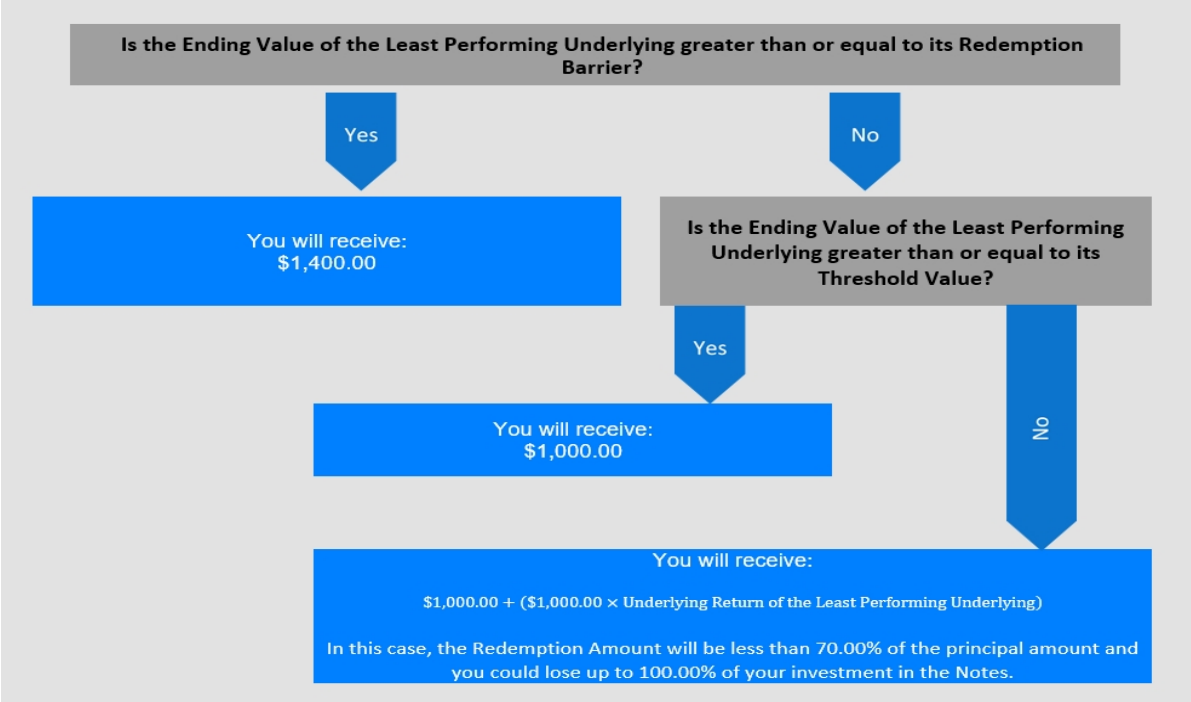 Is the Ending Value of the Least Performing Underlying greater than or equal to its Redemption
Barrier?
Yes
No
You will receive:
$1,400.00
Is the Ending Value of the Least Performing
Underlying greater than or equal to its
Threshold Value?
Yes
No
You will receive:
$1,000.00
You will receive:
$1,000.00 + ($1,000.00 × Underlying Return of the Least Performing Underlying)
In this case, the Redemption Amount will be less than 70.00% of the principal amount and
you could lose up to 100.00% of your investment in the Notes.